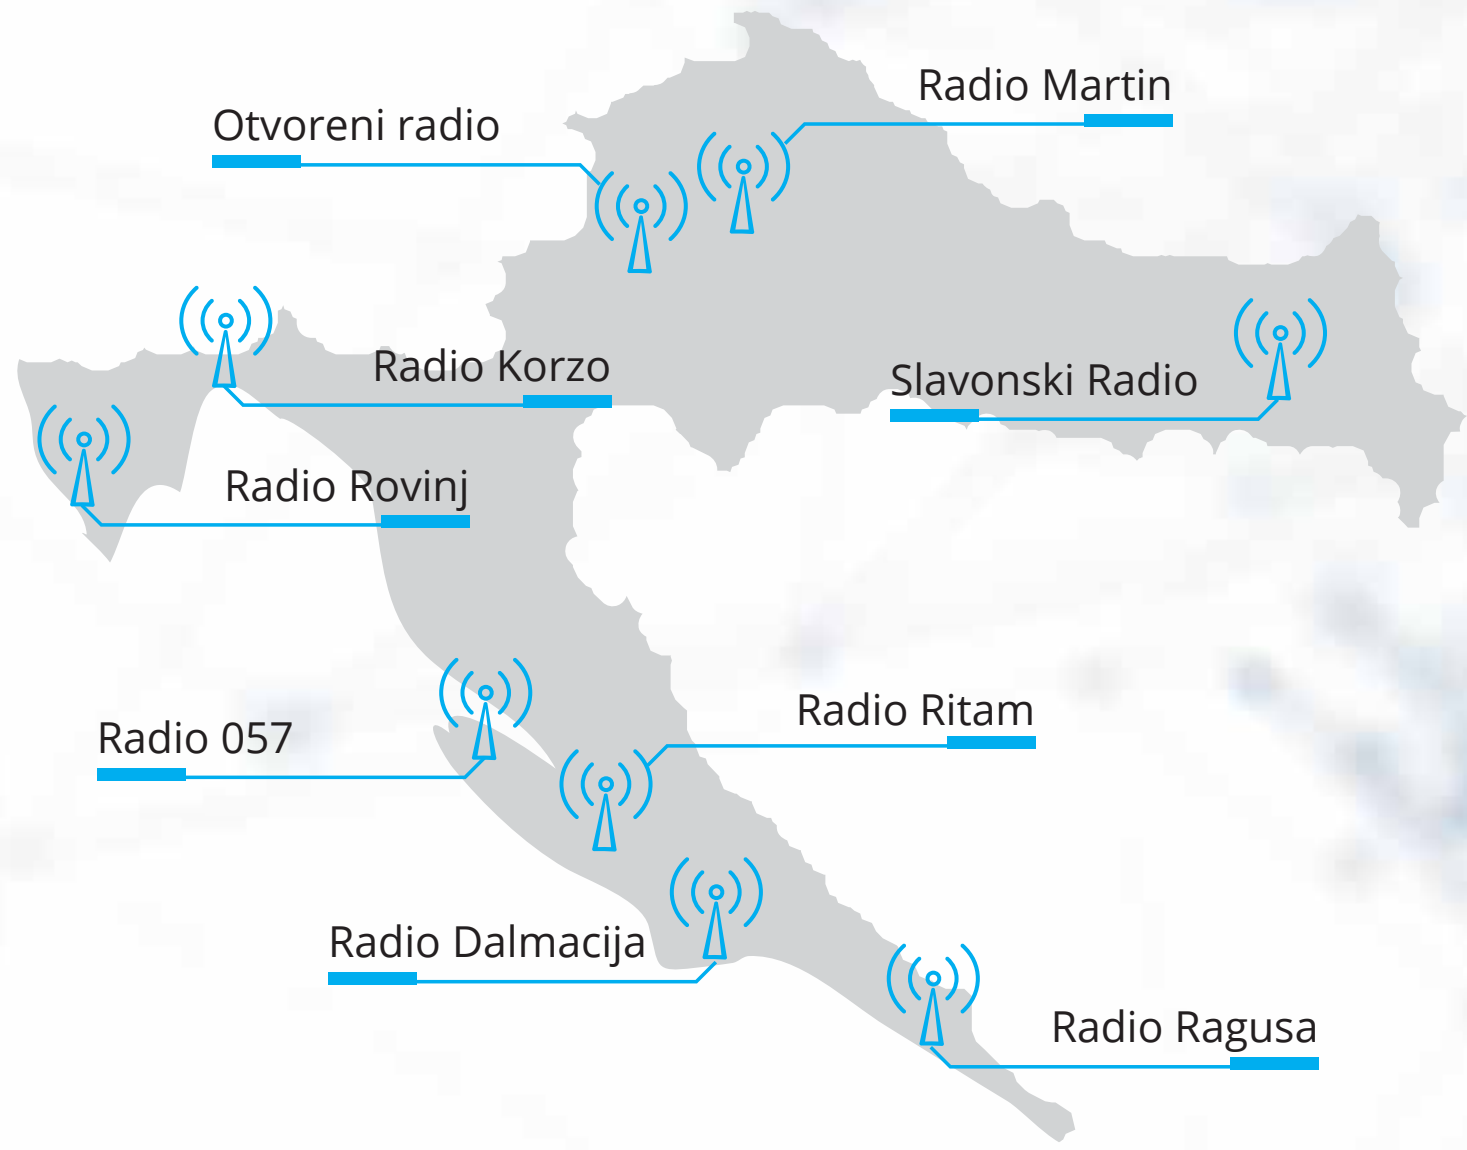 Radio Martin
Otvoreni radio
Radio Korzo
Slavonski Radio
Radio Rovinj
Radio Ritam
Radio 057
Radio Dalmacija
Radio Ragusa